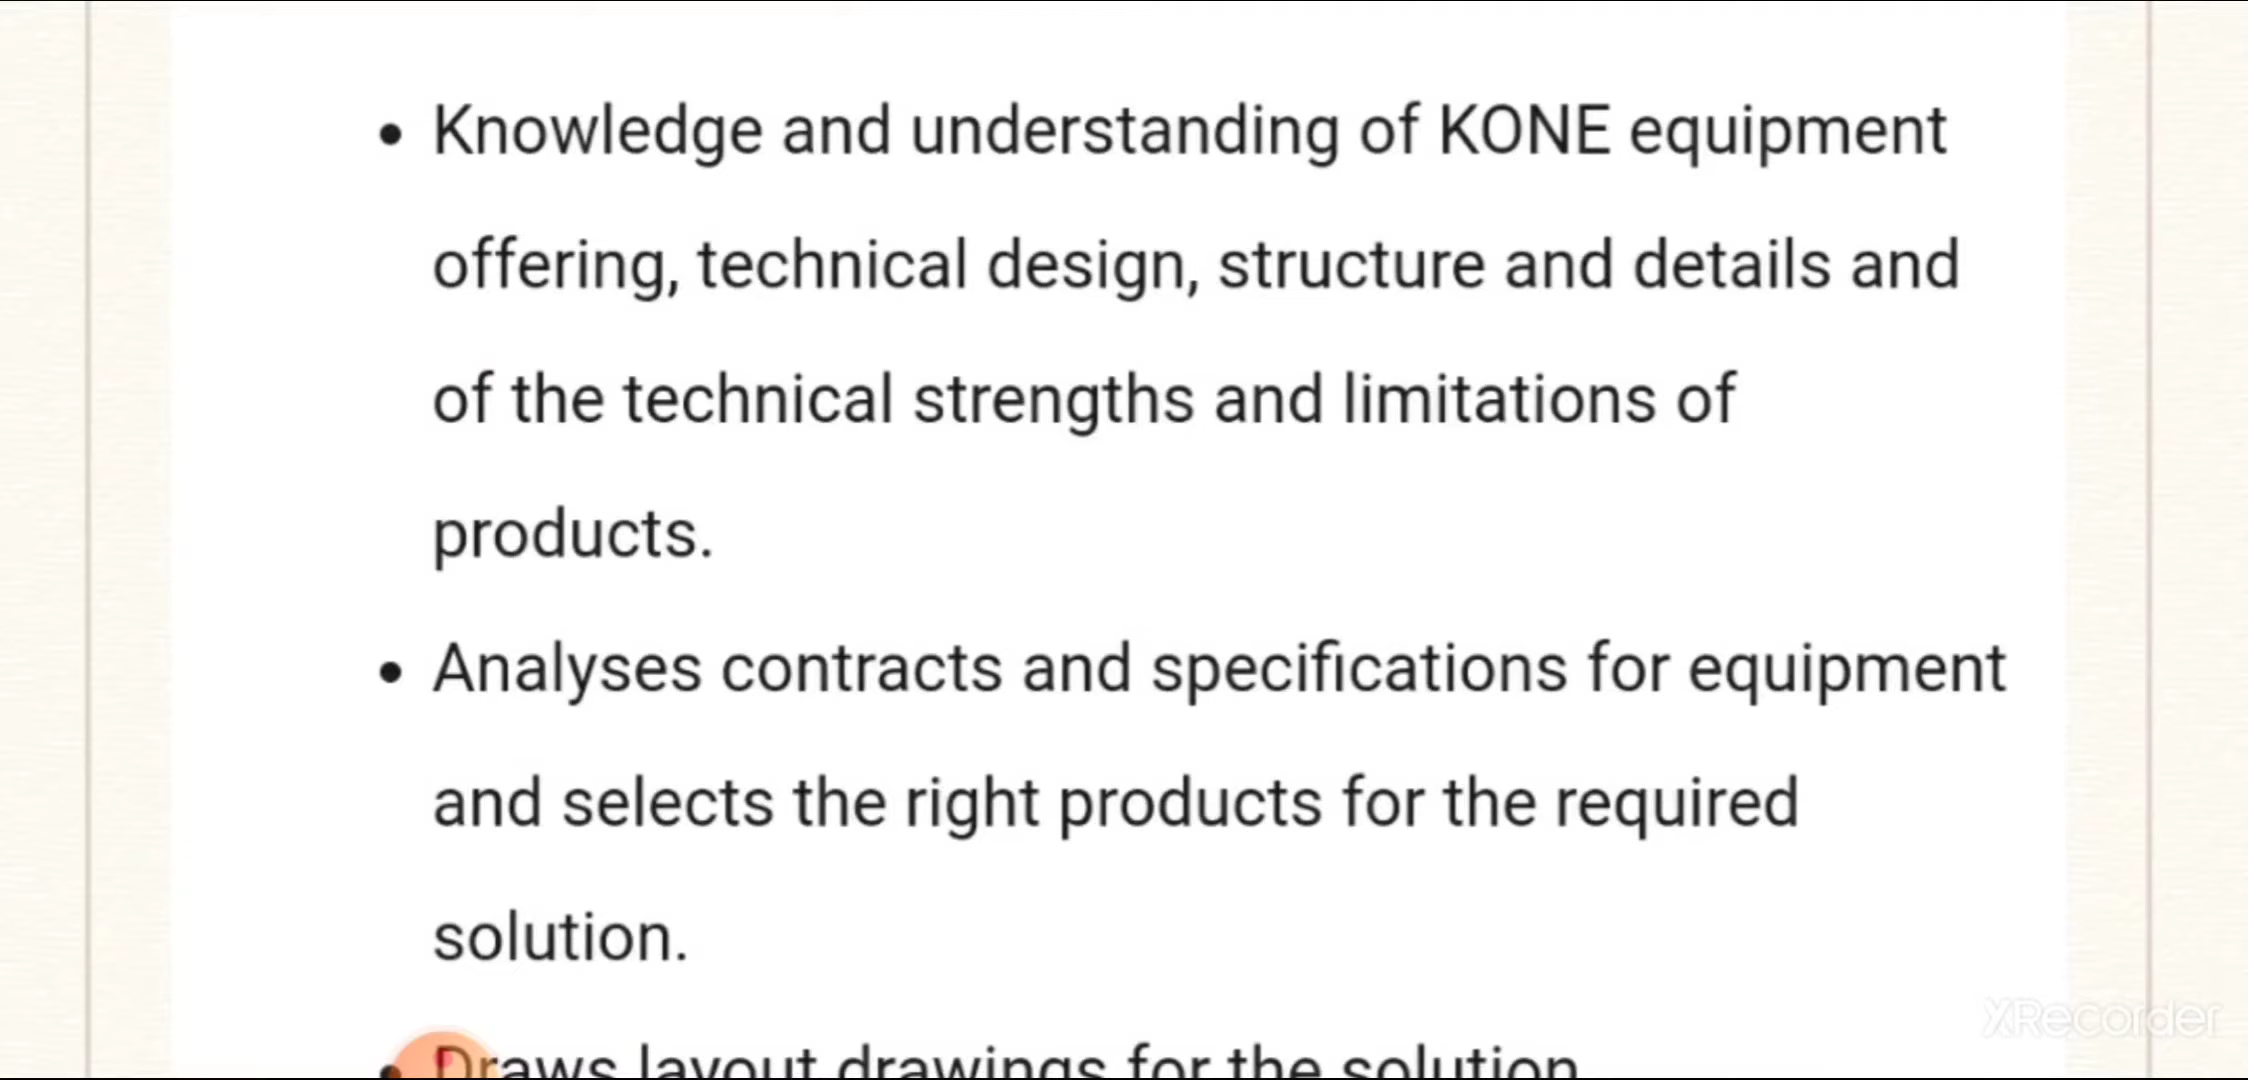 • Knowledge and understanding of KONE equipment
offering, technical design, structure and details and
of the technical strengths and limitations of
products.
• Analyses contracts and specifications for equipment
and selects the right products for the required
solution.
XRecorder
• Draws layout drawings for the solution